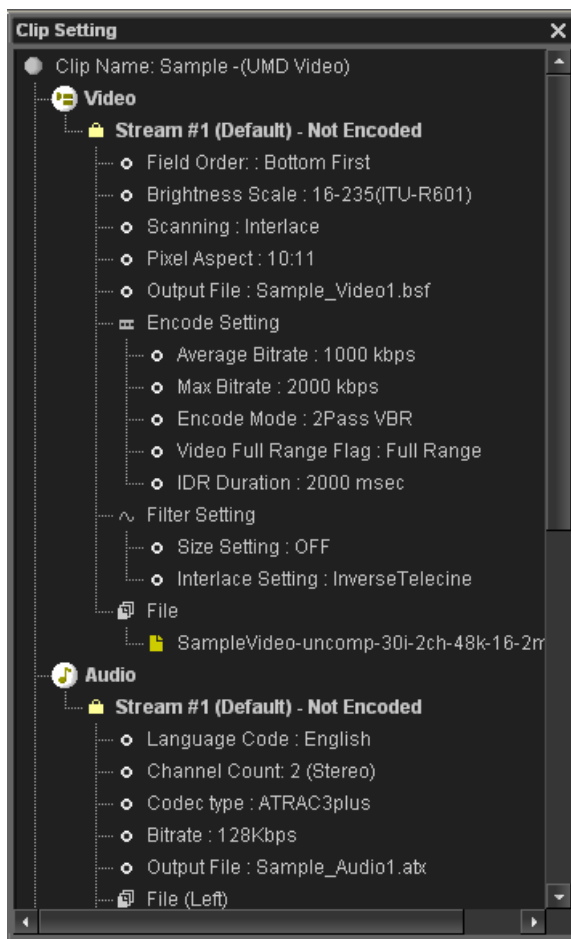 Clip Setting
Clip Name: Sample -(UMD Video)
Video
Stream #1 (Default) - Not Encoded
Field Order: : Bottom First
Brightness Scale : 16-235(ITU-R601)
Scanning : Interlace
Pixel Aspect : 10:11
Output File : Sample_Video1.bsf
Encode Setting
Average Bitrate : 1000 kbps
Max Bitrate : 2000 kbps
Encode Mode : 2Pass VBR
Video Full Range Flag : Full Range
IDR Duration : 2000 msec
Filter Setting
Size Setting : OFF
Interlace Setting : InverseTelecine
File
SampleVideo-uncomp-30i-2ch-48k-16-2m
Audio
Stream #1 (Default) - Not Encoded
Language Code : English
Channel Count: 2 (Stereo)
Codec type : ATRAC3plus
Bitrate : 128Kbps
Output File : Sample_Audio1.atx
File (Left)